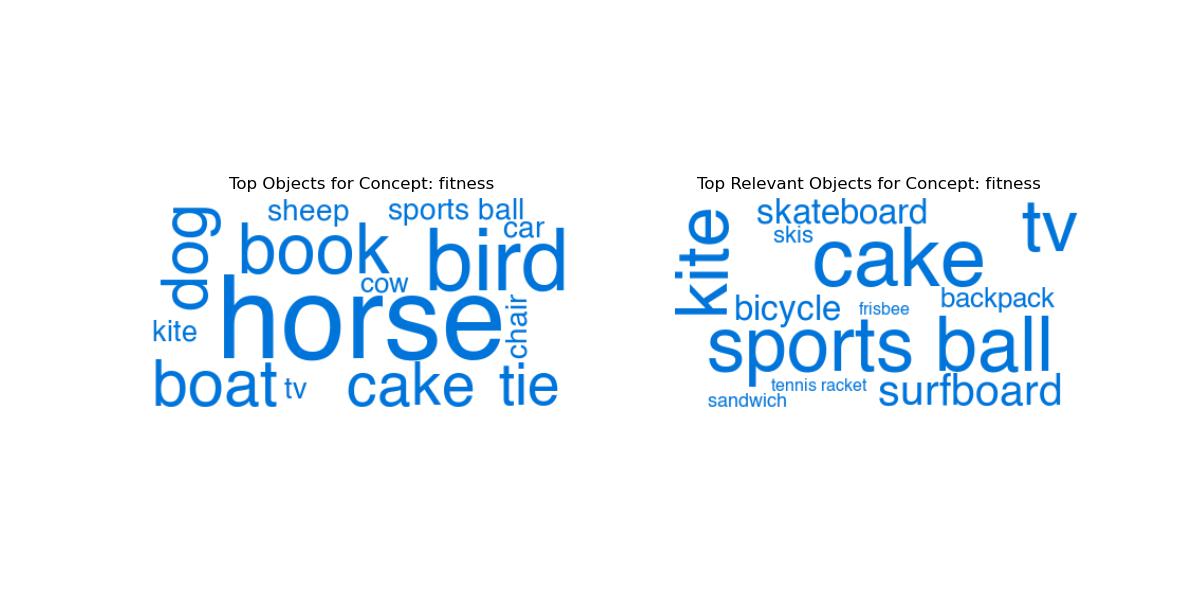 Top Objects for Concept: fitness
dog
sheep
sports ball
car
book
bird
cow
horse
chair
kite
boat
tv
cake
tie
Top Relevant Objects for Concept: fitness
kite
skateboard
tv
skis
cake
bicycle
frisbee
backpack
sports ball
tennis racket
surfboard
sandwich